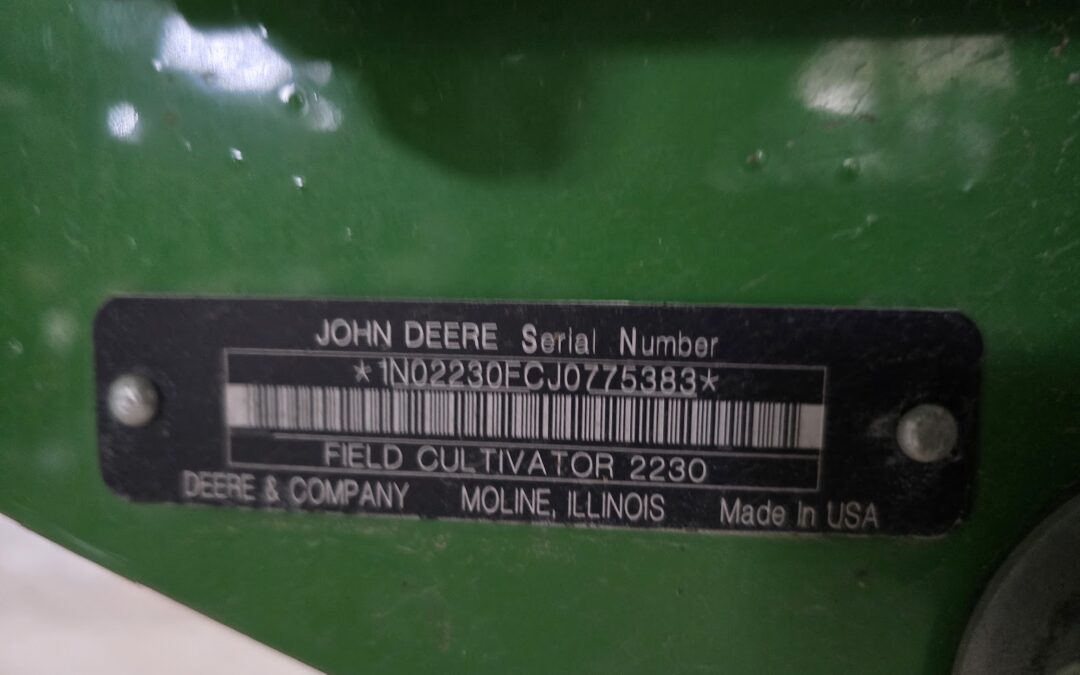 JOHN DEERE Serial Number
*1N02230FCJ0775383*
FIELD CULTIVATOR 2230
DEERE & COMPANY MOLINE, ILLINOIS Made in USA